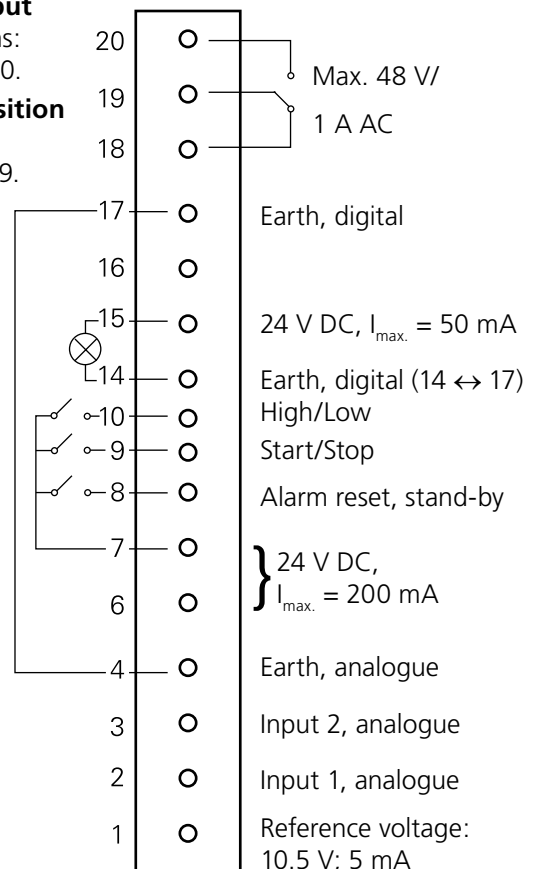 put
ns:
20
0.
19
Max. 48 V/
sition
1 A AC
18
9.
17
Earth, digital
16
15
24 V DC, Imax. = 50 mA
14
Earth, digital (14 ↔ 17)
10
High/Low
9
Start/Stop
8
Alarm reset, stand-by
7
24 V DC,
Imax. = 200 mA
6
4
Earth, analogue
3
Input 2, analogue
2
Input 1, analogue
1
Reference voltage:
10.5 V; 5 mA